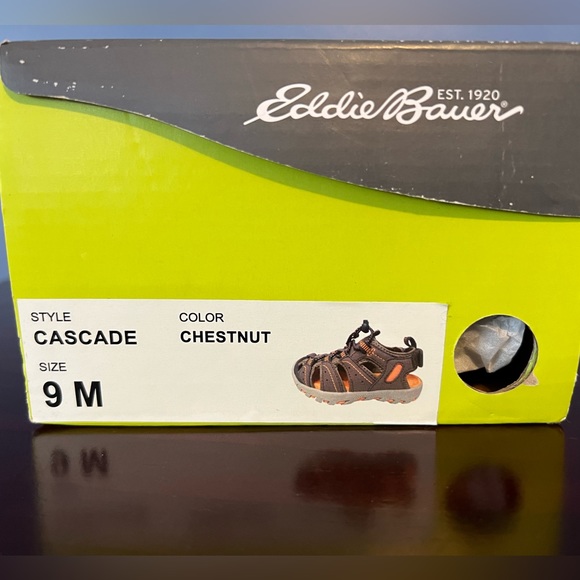 EST. 1920
Eddie Bauer®
STYLE
CASCADE
COLOR
CHESTNUT
SIZE
9 M